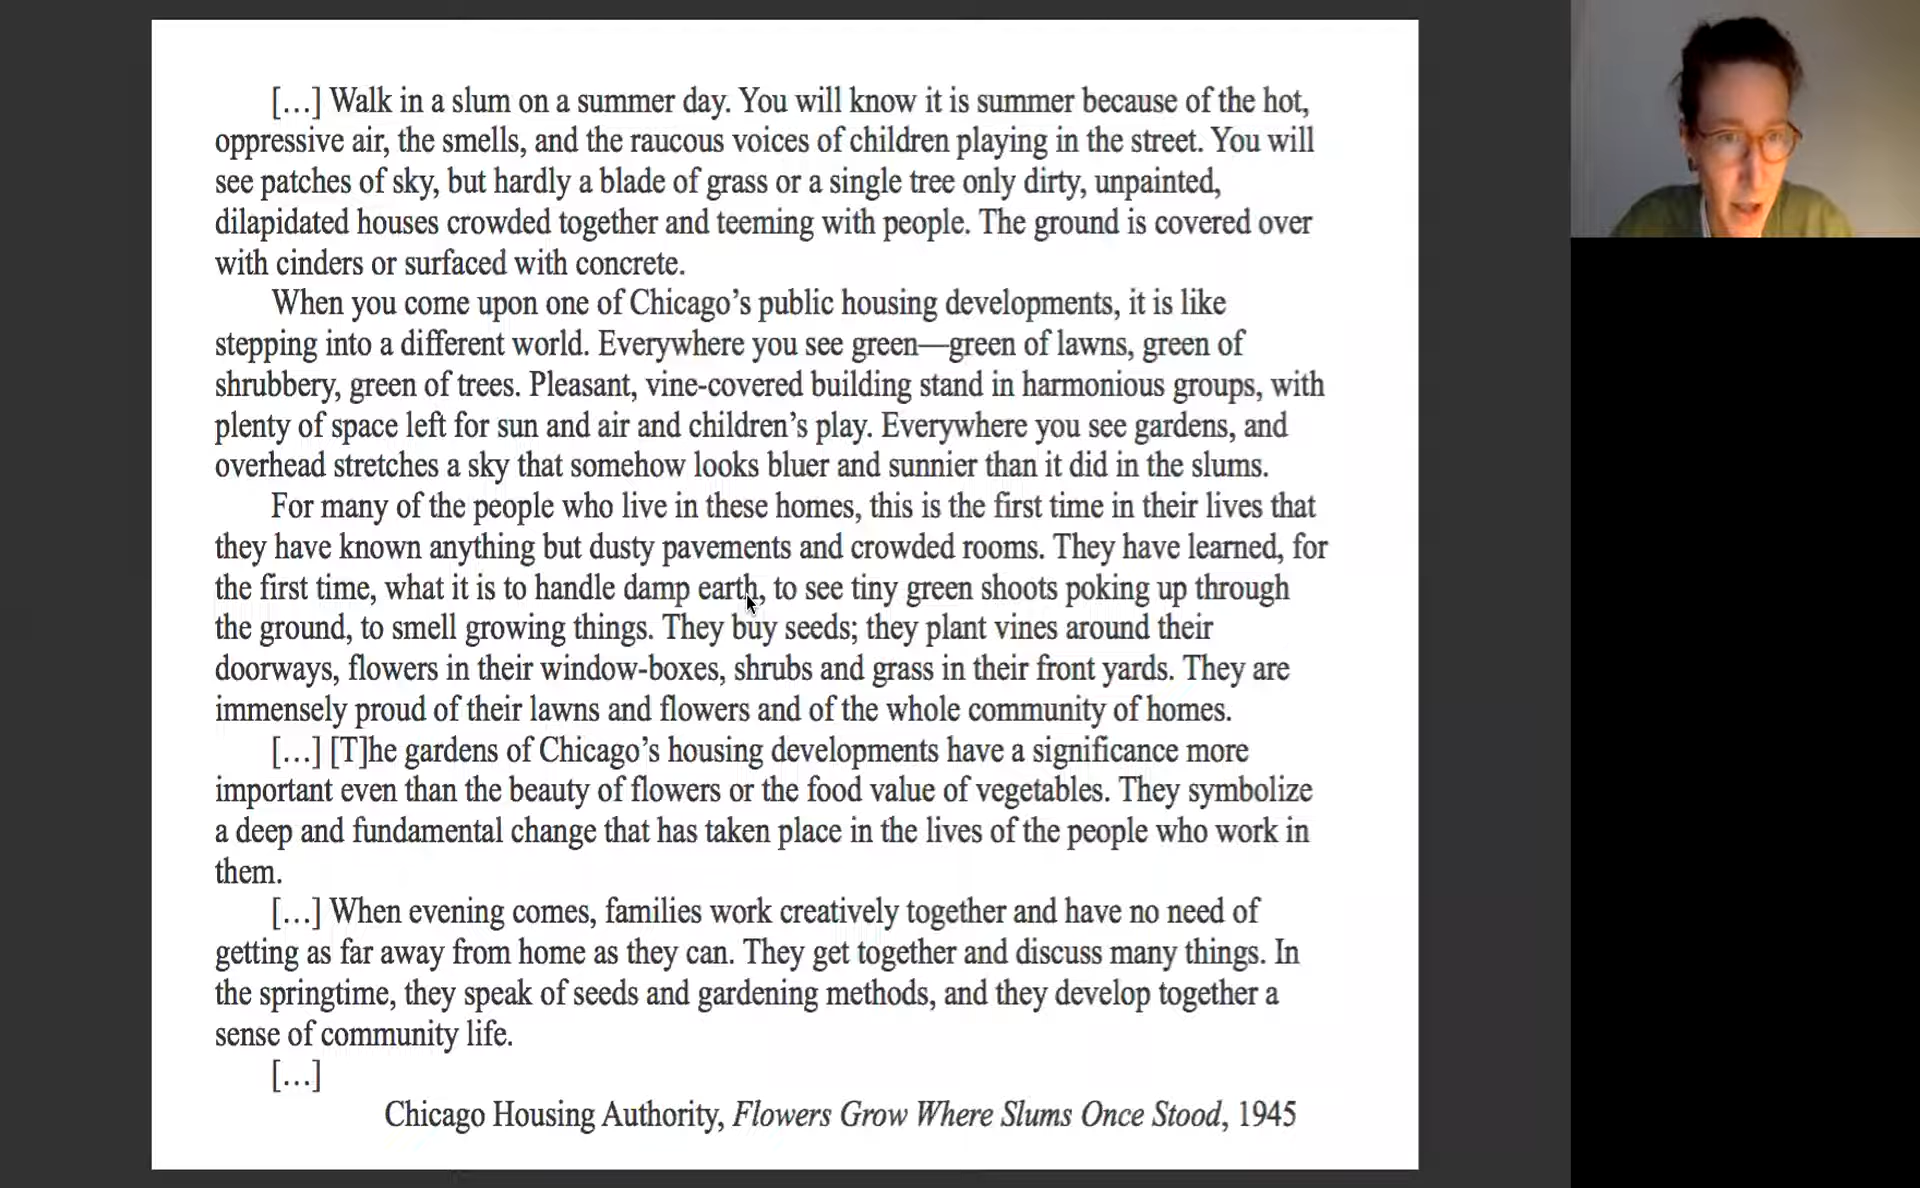 […] Walk in a slum on a summer day. You will know it is summer because of the hot,
oppressive air, the smells, and the raucous voices of children playing in the street. You will
see patches of sky, but hardly a blade of grass or a single tree only dirty, unpainted,
dilapidated houses crowded together and teeming with people. The ground is covered over
with cinders or surfaced with concrete.
When you come upon one of Chicago’s public housing developments, it is like
stepping into a different world. Everywhere you see green—green of lawns, green of
shrubbery, green of trees. Pleasant, vine-covered building stand in harmonious groups, with
plenty of space left for sun and air and children’s play. Everywhere you see gardens, and
overhead stretches a sky that somehow looks bluer and sunnier than it did in the slums.
For many of the people who live in these homes, this is the first time in their lives that
they have known anything but dusty pavements and crowded rooms. They have learned, for
the first time, what it is to handle damp earth, to see tiny green shoots poking up through
the ground, to smell growing things. They buy seeds; they plant vines around their
doorways, flowers in their window-boxes, shrubs and grass in their front yards. They are
immensely proud of their lawns and flowers and of the whole community of homes.
[…] [T]he gardens of Chicago’s housing developments have a significance more
important even than the beauty of flowers or the food value of vegetables. They symbolize
a deep and fundamental change that has taken place in the lives of the people who work in
them.
[…] When evening comes, families work creatively together and have no need of
getting as far away from home as they can. They get together and discuss many things. In
the springtime, they speak of seeds and gardening methods, and they develop together a
sense of community life.
[…]
Chicago Housing Authority, Flowers Grow Where Slums Once Stood, 1945